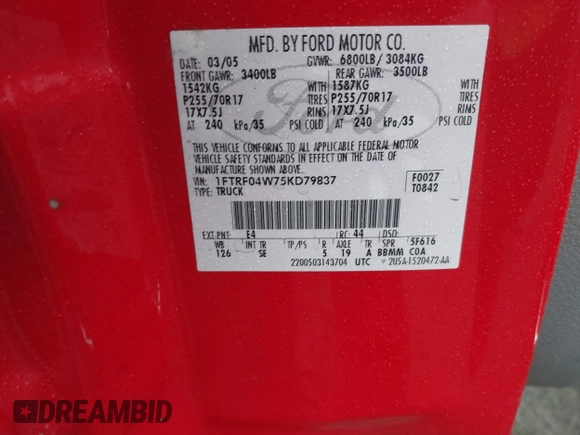 MFD. BY FORD MOTOR CO.
DATE: 03/05 GVWR: 6800LB/ 3084KG
FRONT GAWR: 3400LB REAR GAWR: 3500LB
1542KG WITH 1587KG WITH
P255/70R17 TIRES P255/70R17 TIRES
17X7.5J RIMS 17X7.5J RIMS
AT 240 kPa/35 PSI COLD AT 240 kPa/35 PSI COLD
Ford
THIS VEHICLE CONFORMS TO ALL APPLICABLE FEDERAL MOTOR
VEHICLE SAFETY STANDARDS IN EFFECT ON THE DATE OF
MANUFACTURE SHOWN ABOVE.
VIN: 1FTRF04W75KD79837 F0027
TYPE: TRUCK T0842
EXT PNT: E4 RC: 44 DSO:
WB INT TR TP/PS R AXLE TR SPR 5F616
126 SE 5 19 A BBMM COA
2200503143704 UTC 2U5A-1520472-AA
DREAMBID